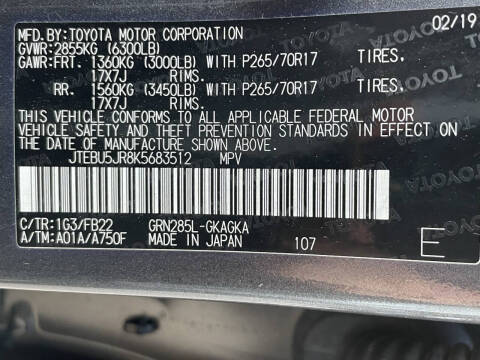 MFD.BY:TOYOTA MOTOR CORPORATION 02/19
GVWR:2855KG (6300LB)
GAWR:FRT. 1360KG (3000LB) WITH P265/70R17 TIRES.
17X7J RIMS.
RR. 1560KG (3450LB) WITH P265/70R17 TIRES.
17X7J RIMS.
THIS VEHICLE CONFORMS TO ALL APPLICABLE FEDERAL MOTOR
VEHICLE SAFETY AND THEFT PREVENTION STANDARDS IN EFFECT
ON THE DATE OF MANUFACTURE SHOWN ABOVE.
JTEBU5JR8K5683512 MPV
C/TR:1G3/FB22 GRN285L-GKAGKA
A/TM:A01A/A750F MADE IN JAPAN 107 E